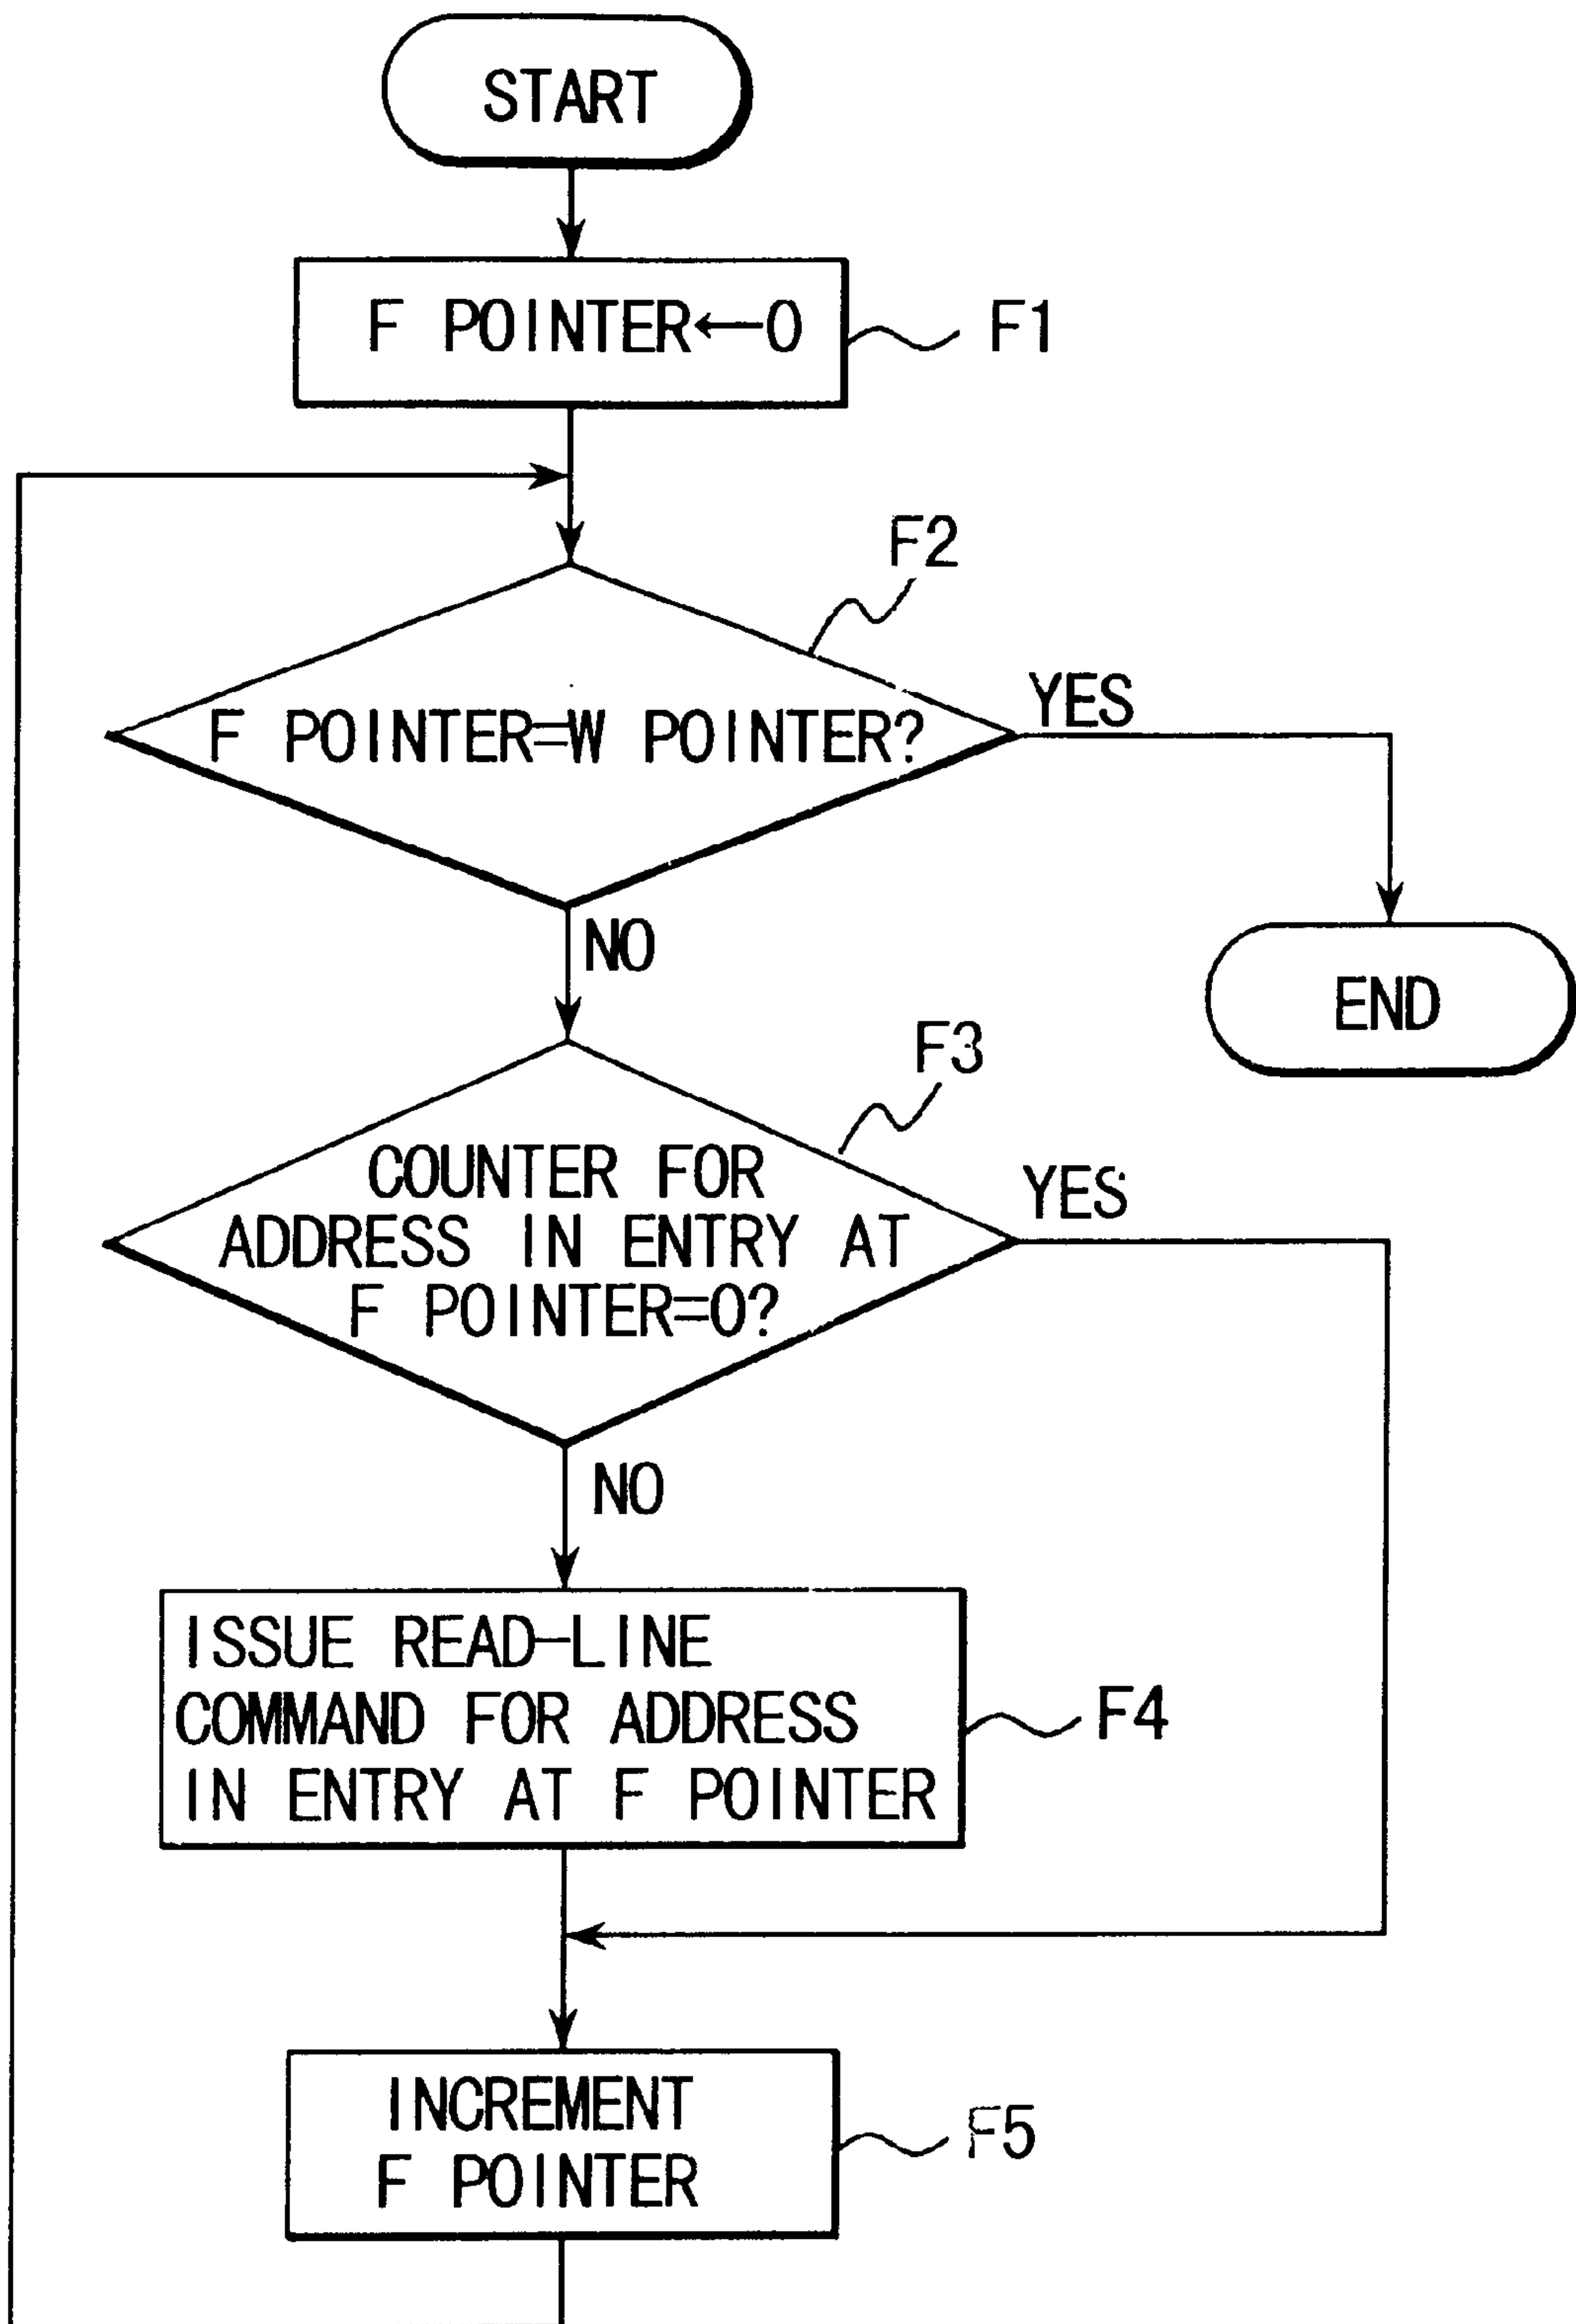 START
F POINTER←0
F1
F2
F POINTER=W POINTER?
YES
NO
END
F3
COUNTER FOR
ADDRESS IN ENTRY AT
F POINTER=0?
YES
NO
ISSUE READ-LINE
COMMAND FOR ADDRESS
IN ENTRY AT F POINTER
F4
INCREMENT
F POINTER
F5